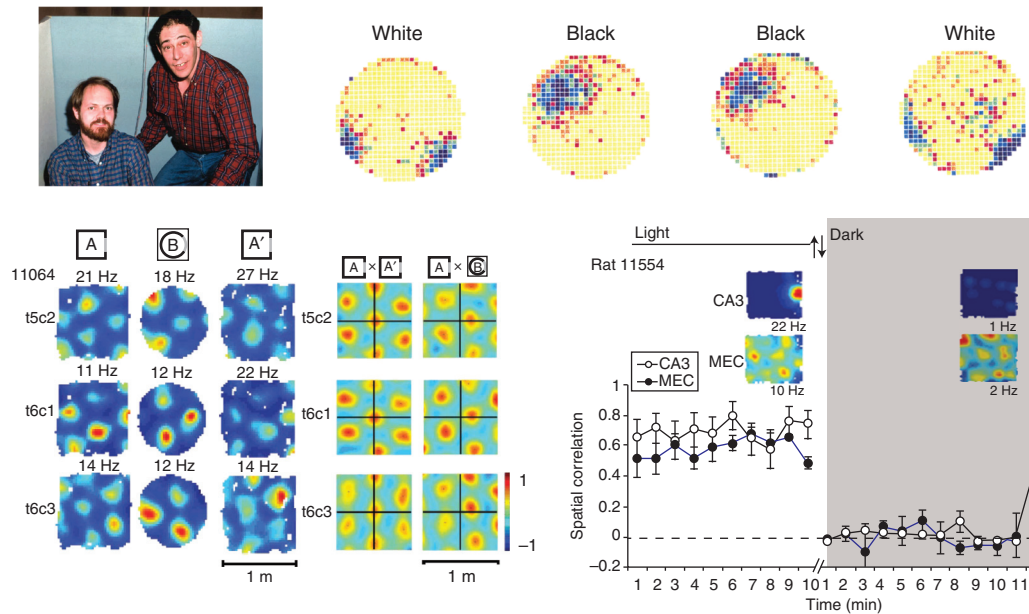 White Black Black White
A B A′
11064 21 Hz 18 Hz 27 Hz
t5c2
11 Hz 12 Hz 22 Hz
t6c1
14 Hz 12 Hz 14 Hz
t6c3
1 m
A × A′ A × B
t5c2
t6c1
t6c3
1
–1
1 m
Light Dark
Rat 11554
CA3
22 Hz 1 Hz
MEC
10 Hz 2 Hz
CA3
MEC
Spatial correlation
1.0
0.8
0.6
0.4
0.2
0
–0.2
1 2 3 4 5 6 7 8 9 10 1 2 3 4 5 6 7 8 9 10 11
Time (min)